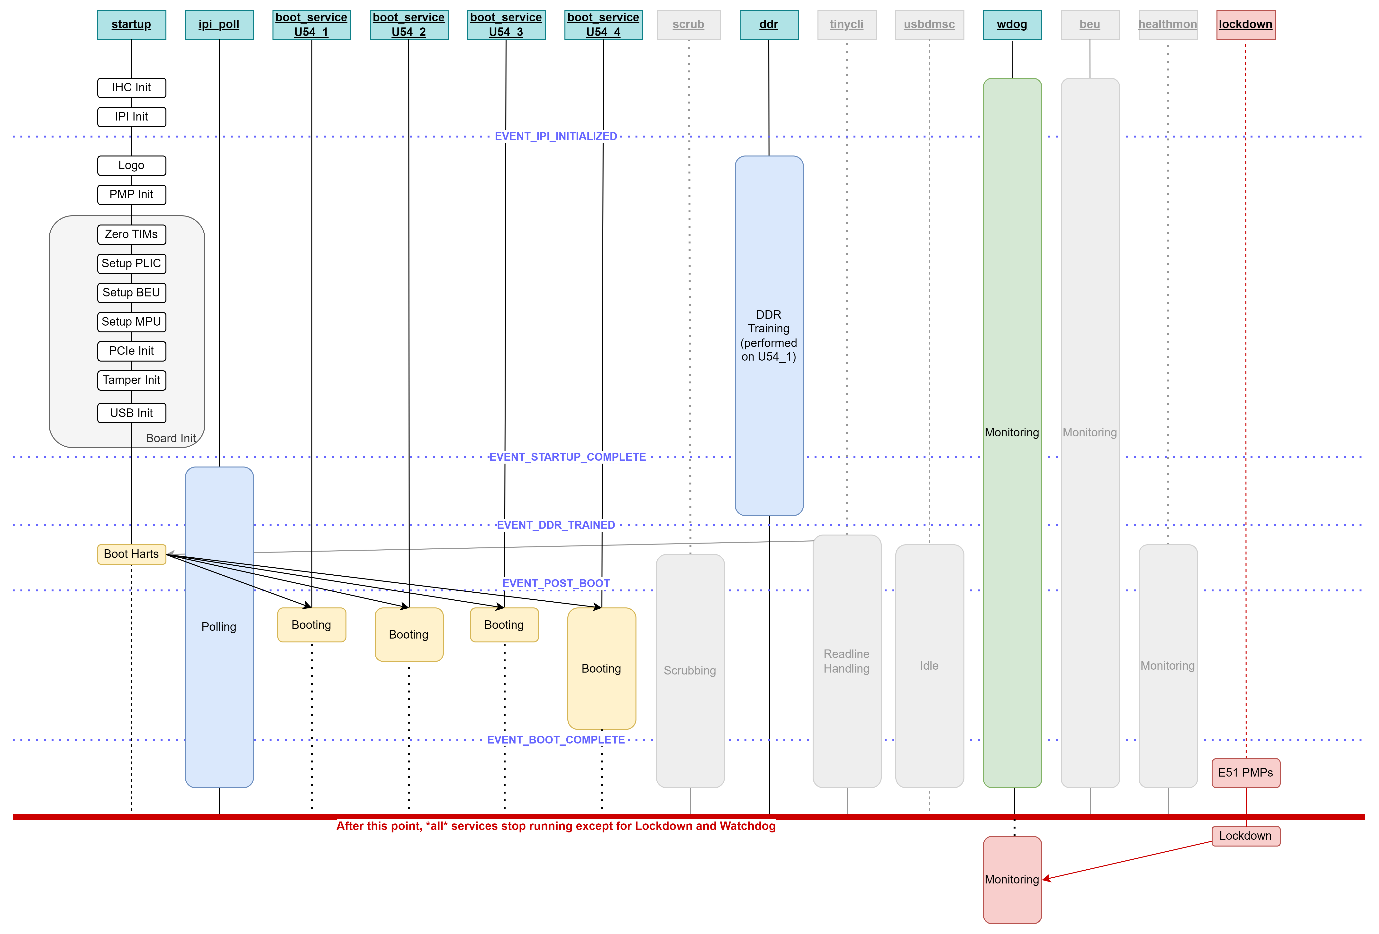 startup
ipi_poll
boot_service
U54_1
boot_service
U54_2
boot_service
U54_3
boot_service
U54_4
scrub
ddr
tinycli
usbdmsc
wdog
beu
healthmon
lockdown
IHC Init
IPI Init
EVENT_IPI_INITIALIZED
Logo
PMP Init
Zero TIMs
Setup PLIC
Setup BEU
Setup MPU
PCIe Init
Tamper Init
USB Init
Board Init
DDR
Training
(performed
on U54_1)
Monitoring
Monitoring
EVENT_STARTUP_COMPLETE
EVENT_DDR_TRAINED
Boot Harts
EVENT_POST_BOOT
Polling
Booting
Booting
Booting
Booting
Scrubbing
Readline
Handling
Idle
Monitoring
EVENT_BOOT_COMPLETE
E51 PMPs
After this point, *all* services stop running except for Lockdown and Watchdog
Lockdown
Monitoring